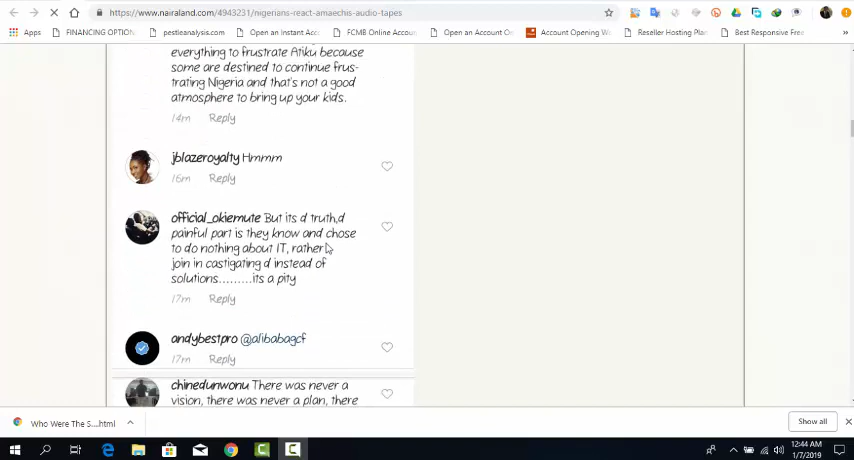 https://www.nairaland.com/4943231/nigerians-react-amaechis-audio-tapes
Apps
FINANCING OPTION
pestleanalysis.com
Open an Instant Acc
FCMB Online Accou
Open an Account On
Account Opening W
Reseller Hosting Plan
Best Responsive Free
»
everything to frustrate Atiku because
some are destined to continue frus-
trating Nigeria and that's not a good
atmosphere to bring up your kids.
14m Reply
jblazeroyalty Hmmm
16m Reply
official_okiemute But its d truth,d
painful part is they know and chose
to do nothing about IT, rather
join in castigating d instead of
solutions.........its a pity
17m Reply
andybestpro @alibabagcf
17m Reply
chinedunwonu There was never a
vision, there was never a plan, there
Who Were The S....html
Show all
12:44 AM
1/7/2019